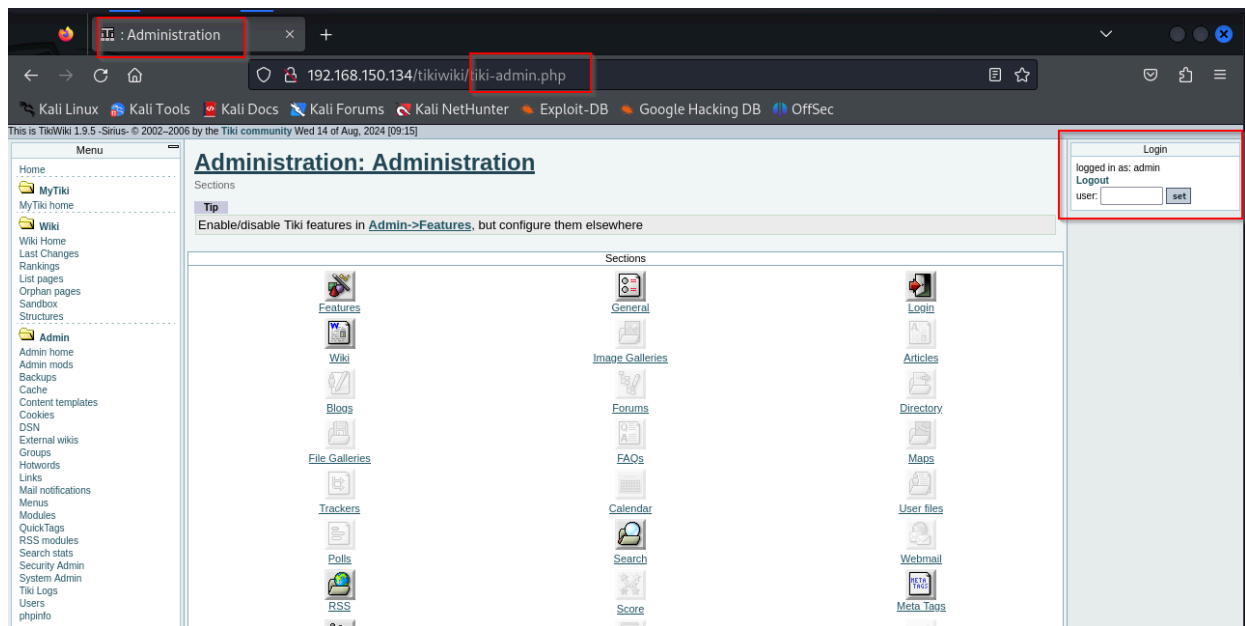 : Administration
192.168.150.134/tikiwiki/tiki-admin.php
Kali Linux Kali Tools Kali Docs Kali Forums Kali NetHunter Exploit-DB Google Hacking DB OffSec
This is TikiWiki 1.9.5 -Sirius- © 2002–2006 by the Tiki community Wed 14 of Aug, 2024 [09:15]
Menu
Home
MyTiki
MyTiki home
Wiki
Wiki Home
Last Changes
Rankings
List pages
Orphan pages
Sandbox
Structures
Admin
Admin home
Admin mods
Backups
Cache
Content templates
Cookies
DSN
External wikis
Groups
Hotwords
Links
Mail notifications
Menus
Modules
QuickTags
RSS modules
Search stats
Security Admin
System Admin
Tiki Logs
Users
phpinfo
Administration: Administration
Sections
Tip
Enable/disable Tiki features in Admin->Features, but configure them elsewhere
Sections
Features General Login
Wiki Image Galleries Articles
Blogs Forums Directory
File Galleries FAQs Maps
Trackers Calendar User files
Polls Search Webmail
RSS Score Meta Tags
Login
logged in as: admin
Logout
user: set